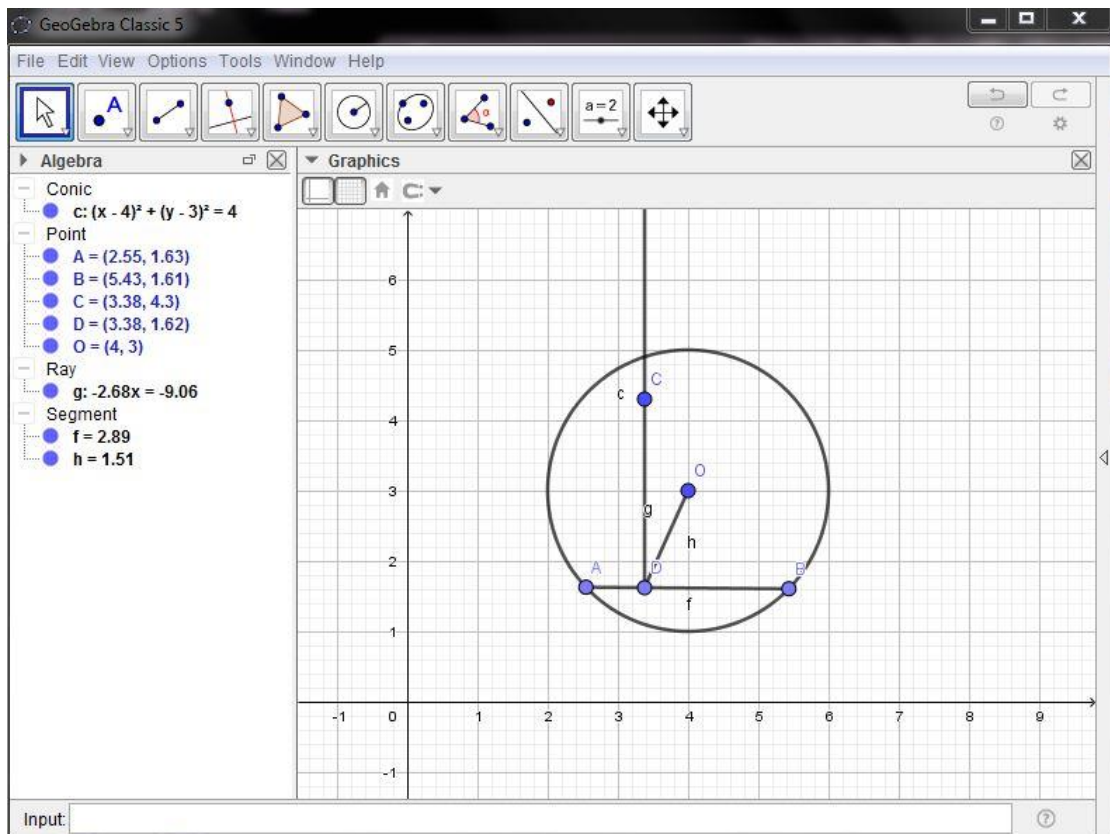 GeoGebra Classic 5
File Edit View Options Tools Window Help
A
α
a=2
Algebra
Graphics
Conic
c: (x - 4)² + (y - 3)² = 4
Point
A = (2.55, 1.63)
B = (5.43, 1.61)
C = (3.38, 4.3)
D = (3.38, 1.62)
O = (4, 3)
Ray
g: -2.68x = -9.06
Segment
f = 2.89
h = 1.51
6
5
C
c
4
O
3
g
h
2
A D B
f
1
-1 0 1 2 3 4 5 6 7 8 9
-1
Input: